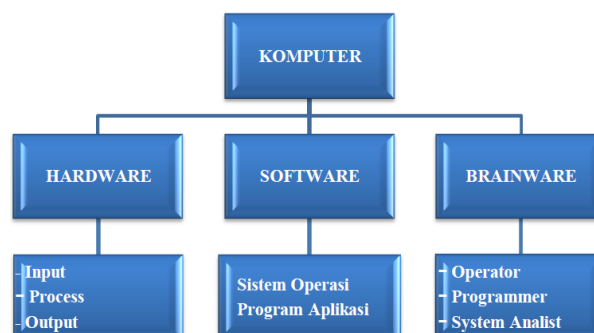 KOMPUTER
HARDWARE
SOFTWARE
BRAINWARE
- Input
- Process
- Output
Sistem Operasi
Program Aplikasi
- Operator
- Programmer
- System Analist